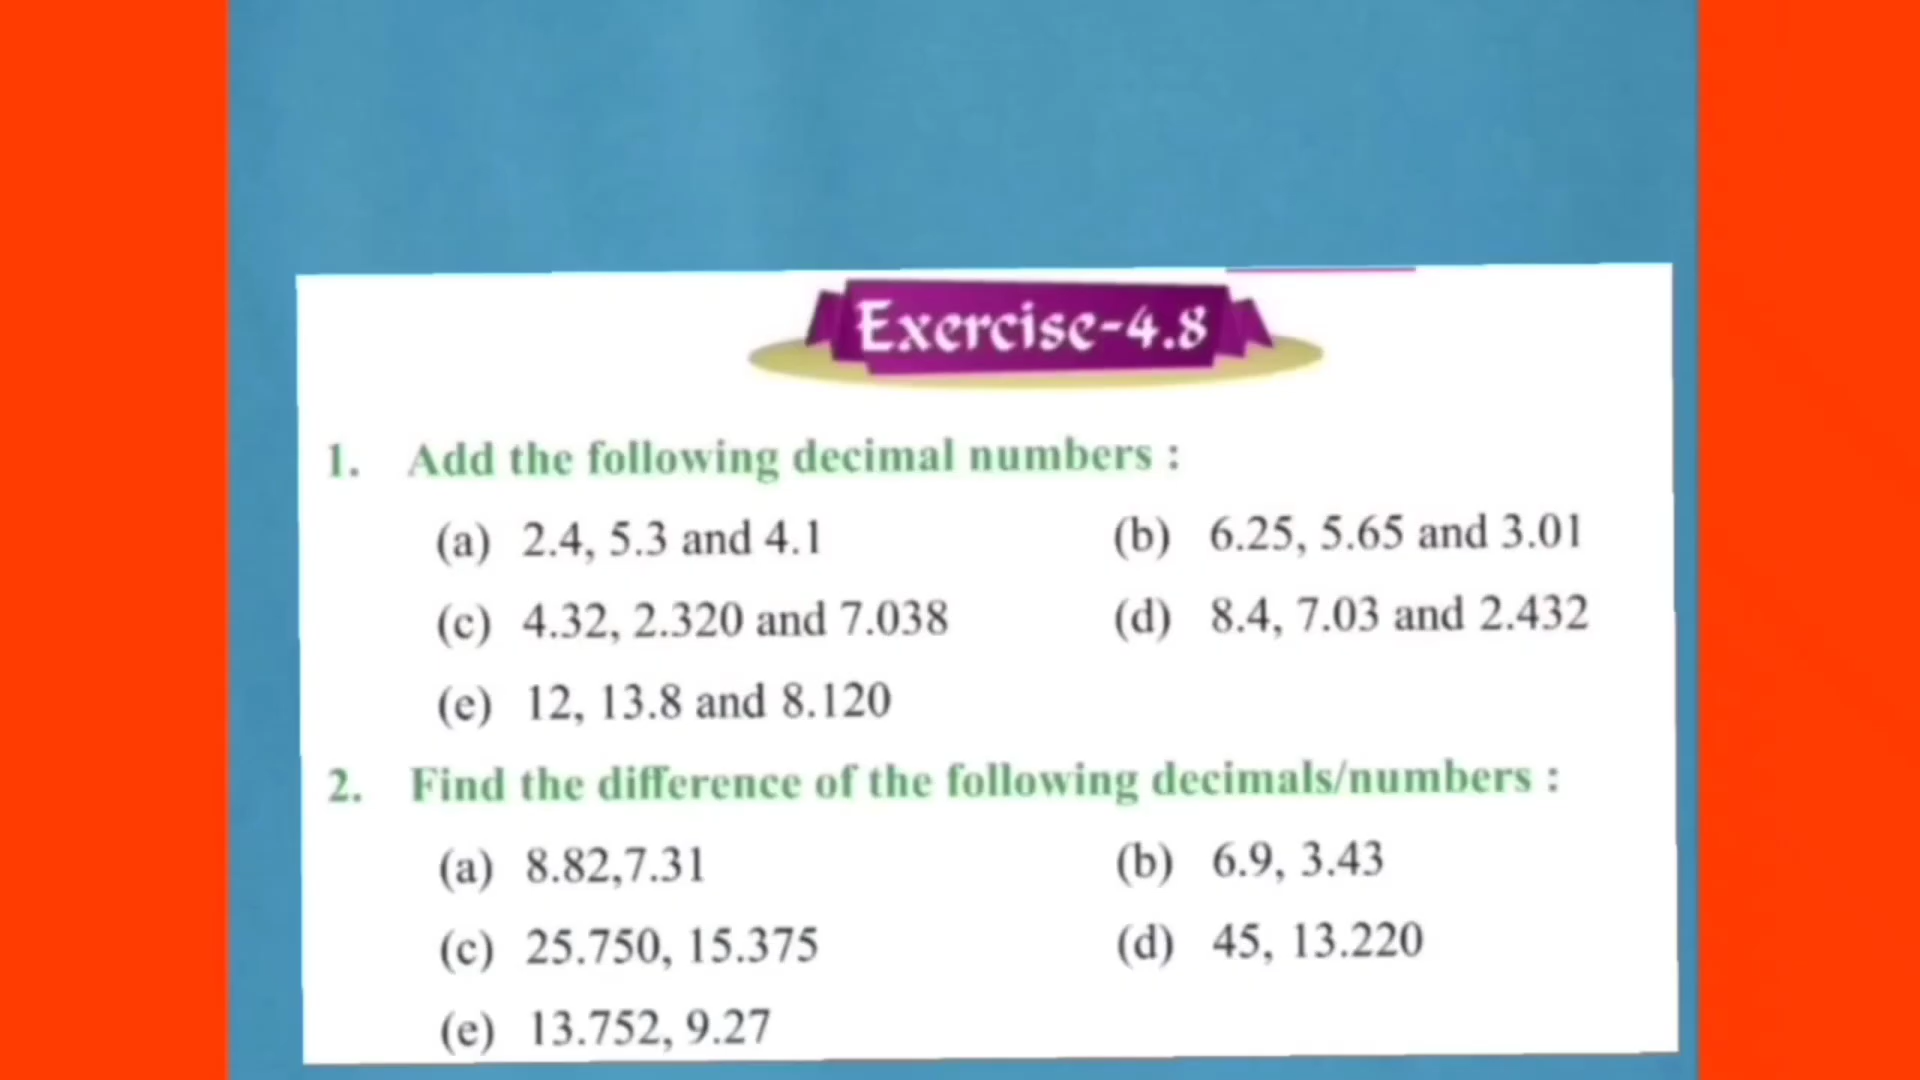 Exercise-4.8
1. Add the following decimal numbers :
(a) 2.4, 5.3 and 4.1 (b) 6.25, 5.65 and 3.01
(c) 4.32, 2.320 and 7.038 (d) 8.4, 7.03 and 2.432
(e) 12, 13.8 and 8.120
2. Find the difference of the following decimals/numbers :
(a) 8.82,7.31 (b) 6.9, 3.43
(c) 25.750, 15.375 (d) 45, 13.220
(e) 13.752, 9.27